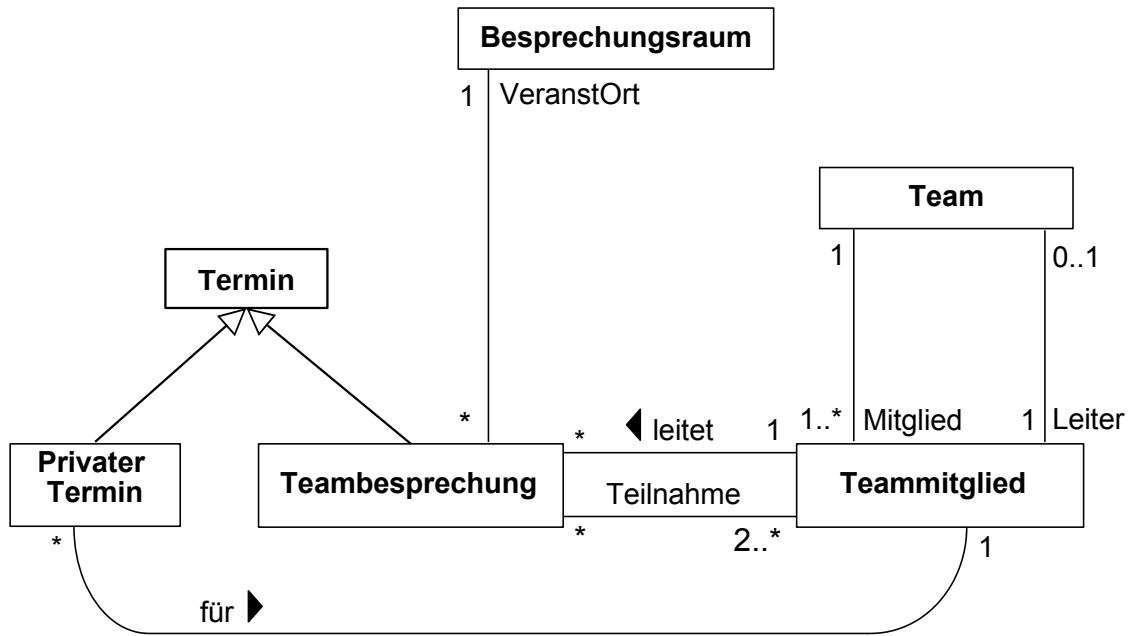 Besprechungsraum
1 VeranstOrt
Team
1 0..1
Termin
* * leitet 1 1..* Mitglied 1 Leiter
Privater
Termin
Teambesprechung
Teilnahme
Teammitglied
* * 2..* 1
für